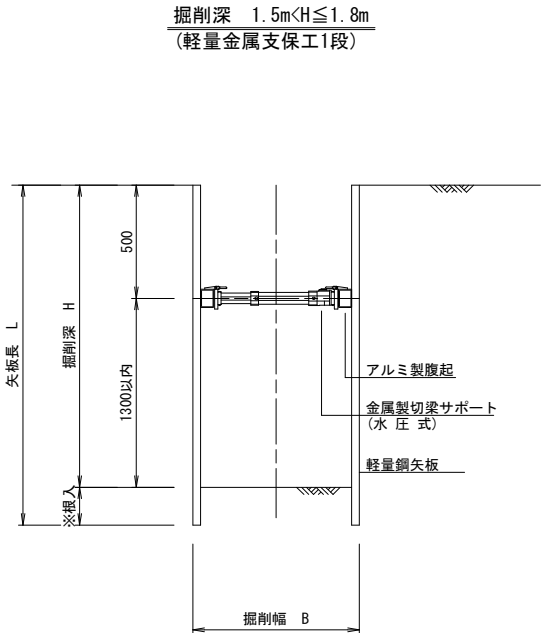 掘削深　1.5m<H≦1.8m
(軽量金属支保工1段)
500
矢板長　L
掘削深　H
1300以内
アルミ製腹起
金属製切梁サポート
(水 圧 式)
軽量鋼矢板
※根入
掘削幅　B